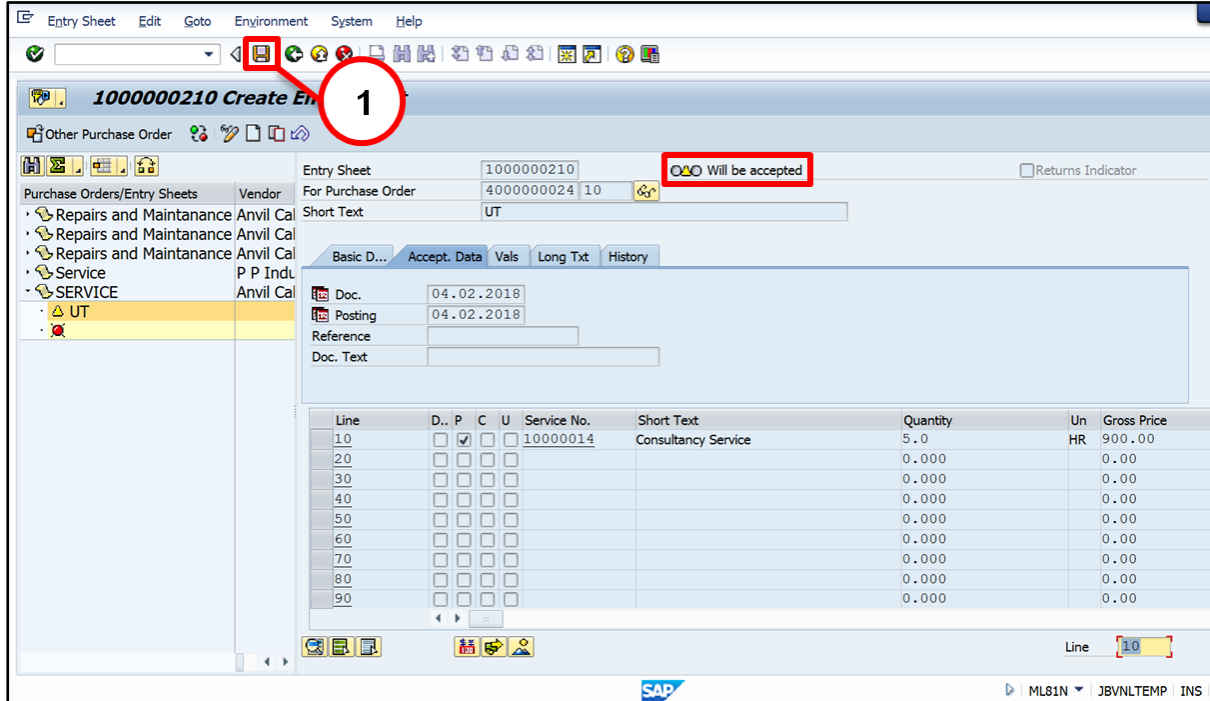 Entry Sheet Edit Goto Environment System Help
1
1000000210 Create
Other Purchase Order
Entry Sheet 1000000210 Will be accepted Returns Indicator
Purchase Orders/Entry Sheets Vendor
For Purchase Order 4000000024 10
Short Text UT
Repairs and Maintanance Anvil Cal
Repairs and Maintanance Anvil Cal
Repairs and Maintanance Anvil Cal
Service P P Indu
SERVICE Anvil Cal
UT
Basic D... Accept. Data Vals Long Txt History
Doc. 04.02.2018
Posting 04.02.2018
Reference
Doc. Text
Line D.. P C U Service No. Short Text Quantity Un Gross Price
10 10000014 Consultancy Service 5.0 HR 900.00
20 0.000 0.00
30 0.000 0.00
40 0.000 0.00
50 0.000 0.00
60 0.000 0.00
70 0.000 0.00
80 0.000 0.00
90 0.000 0.00
Line 10
SAP ML81N JBVNLTEMP INS